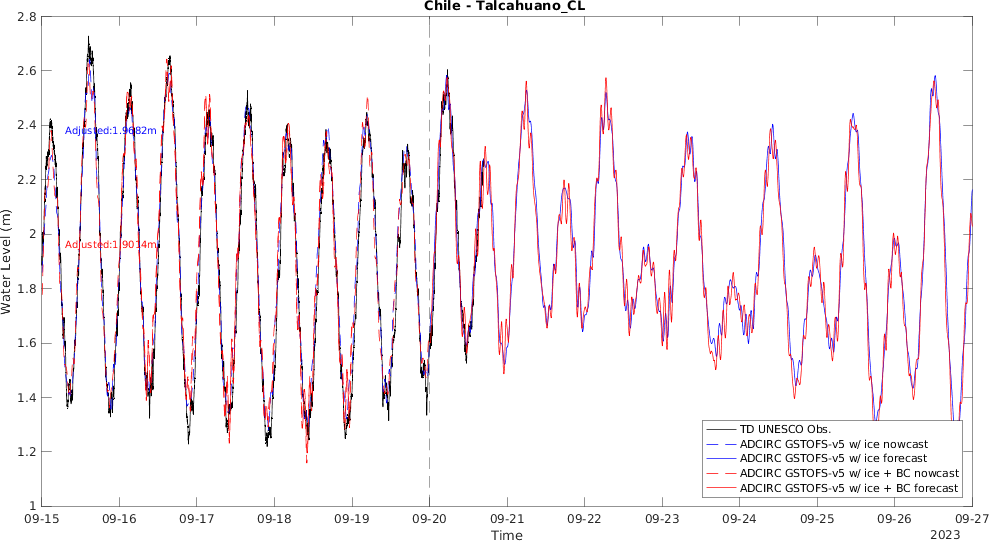 Chile - Talcahuano_CL
Water Level (m)
2.8
2.6
2.4
2.2
2
1.8
1.6
1.4
1.2
1
Adjusted:1.9682m
Adjusted:1.9014m
TD UNESCO Obs.
ADCIRC GSTOFS-v5 w/ ice nowcast
ADCIRC GSTOFS-v5 w/ ice forecast
ADCIRC GSTOFS-v5 w/ ice + BC nowcast
ADCIRC GSTOFS-v5 w/ ice + BC forecast
09-15 09-16 09-17 09-18 09-19 09-20 09-21 09-22 09-23 09-24 09-25 09-26 09-27
Time
2023